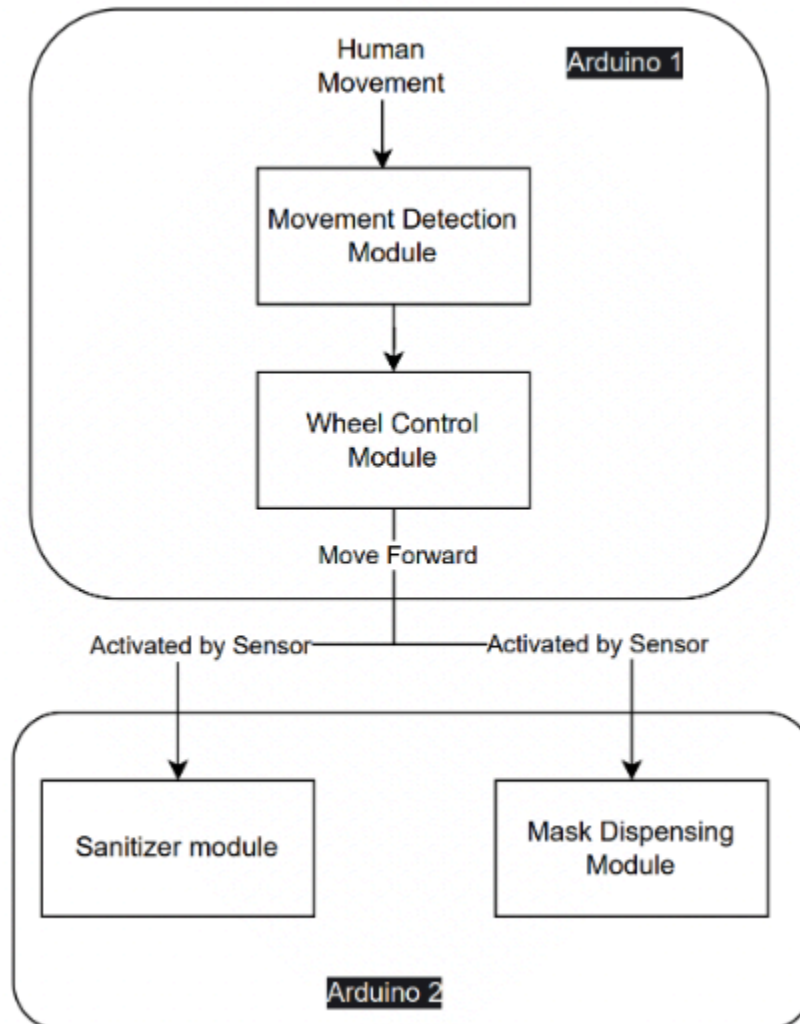 Human
Movement
Arduino 1
Movement Detection
Module
Wheel Control
Module
Move Forward
Activated by Sensor
Activated by Sensor
Sanitizer module
Mask Dispensing
Module
Arduino 2